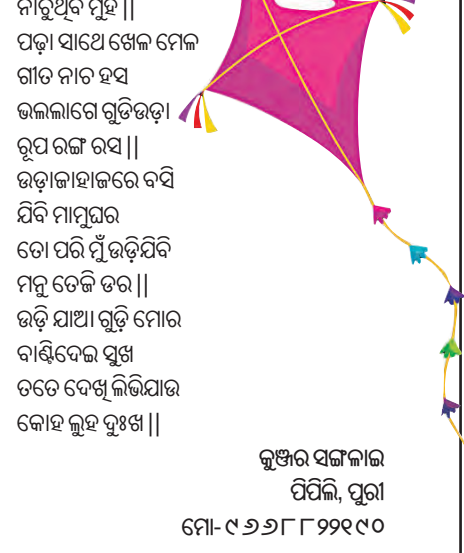 ନାଚୁଥିବ ମୁହଁ ||
ପଢ଼ା ସାଥେ ଖେଳ ମେଳ
ଗୀତ ନାଚ ହସ
ଭଲଲାଗେ ଗୁଡିଉଡ଼ା
ରୂପ ରଙ୍ଗ ରସ ||
ଉଡ଼ାଜାହାଜରେ ବସି
ଯିବି ମାମୁଘର
ତୋ ପରି ମୁଁ ଉଡ଼ିଯିବି
ମନୁ ତେଜି ଡର ||
ଉଡ଼ି ଯାଆ ଗୁଡ଼ି ମୋର
ବାଣ୍ଟିଦେଇ ସୁଖ
ତତେ ଦେଖି ଲିଭିଯାଉ
କୋହ ଲୁହ ଦୁଃଖ ||
କୁଞ୍ଜର ସଙ୍ଗଳାଇ
ପିପିଲି, ପୁରୀ
ମୋ- ୯୬୬୮୮୨୨୧୯୦